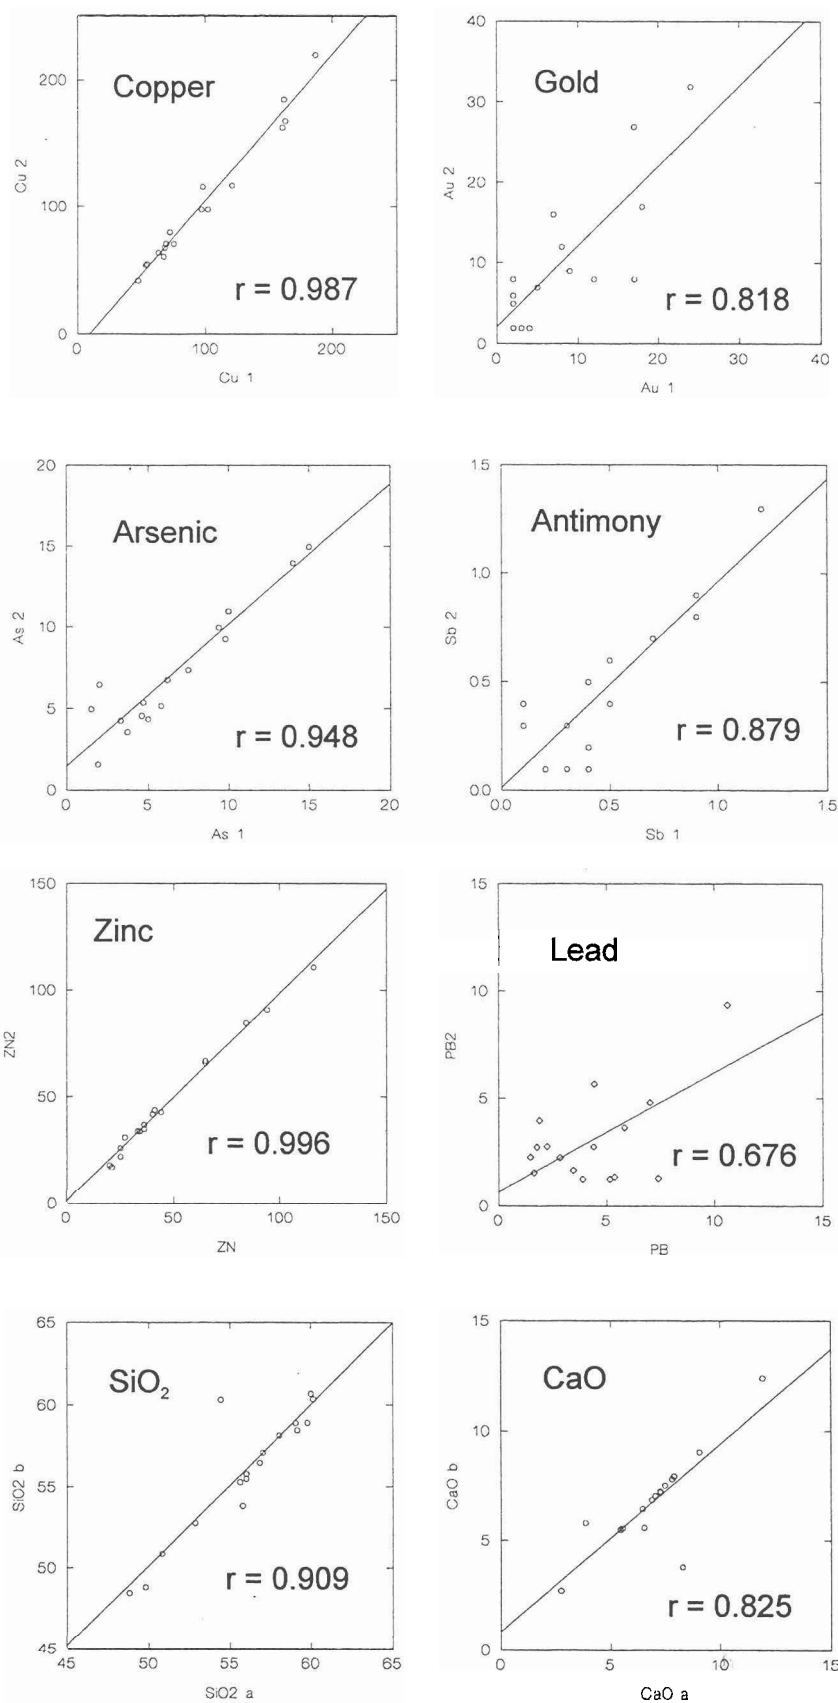 Copper
200
100
0
Cu 2
0 100 200
Cu 1
r = 0.987
Gold
40
30
20
10
0
Au 2
0 10 20 30 40
Au 1
r = 0.818
Arsenic
20
15
10
5
0
As 2
0 5 10 15 20
As 1
r = 0.948
Antimony
1.5
1.0
0.5
0.0
Sb 2
0.0 0.5 1.0 1.5
Sb 1
r = 0.879
Zinc
150
100
50
0
ZN2
0 50 100 150
ZN
r = 0.996
Lead
15
10
5
0
PB2
0 5 10 15
PB
r = 0.676
SiO₂
65
60
55
50
45
SiO2 b
45 50 55 60 65
SiO2 a
r = 0.909
CaO
15
10
5
0
CaO b
0 5 10 15
CaO a
r = 0.825